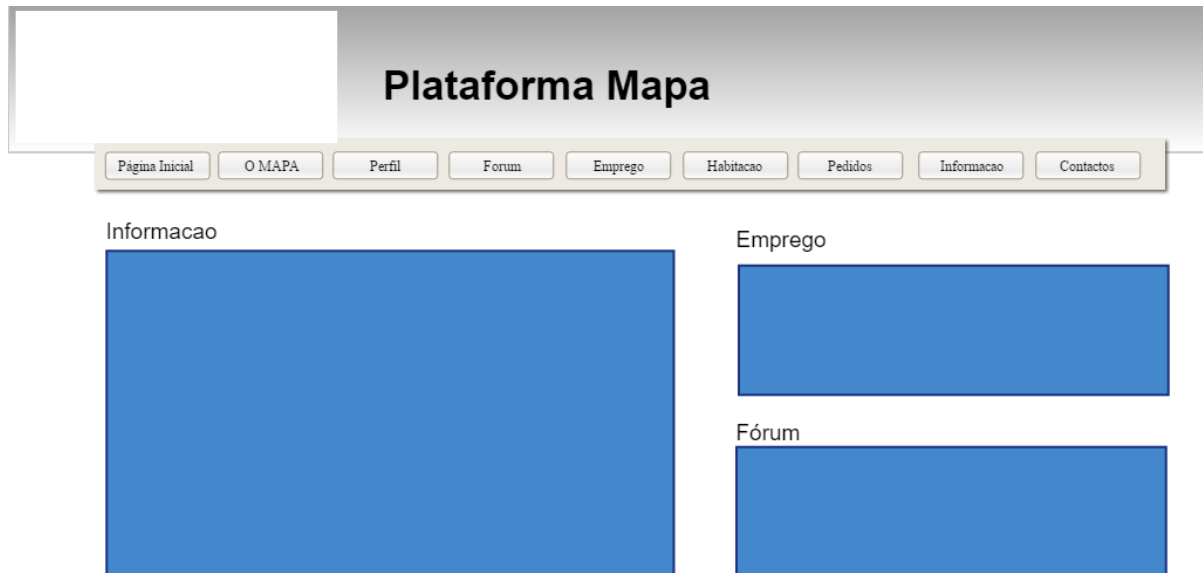 Plataforma Mapa
Página Inicial O MAPA Perfil Forum Emprego Habitacao Pedidos Informacao Contactos
Informacao
Emprego
Fórum